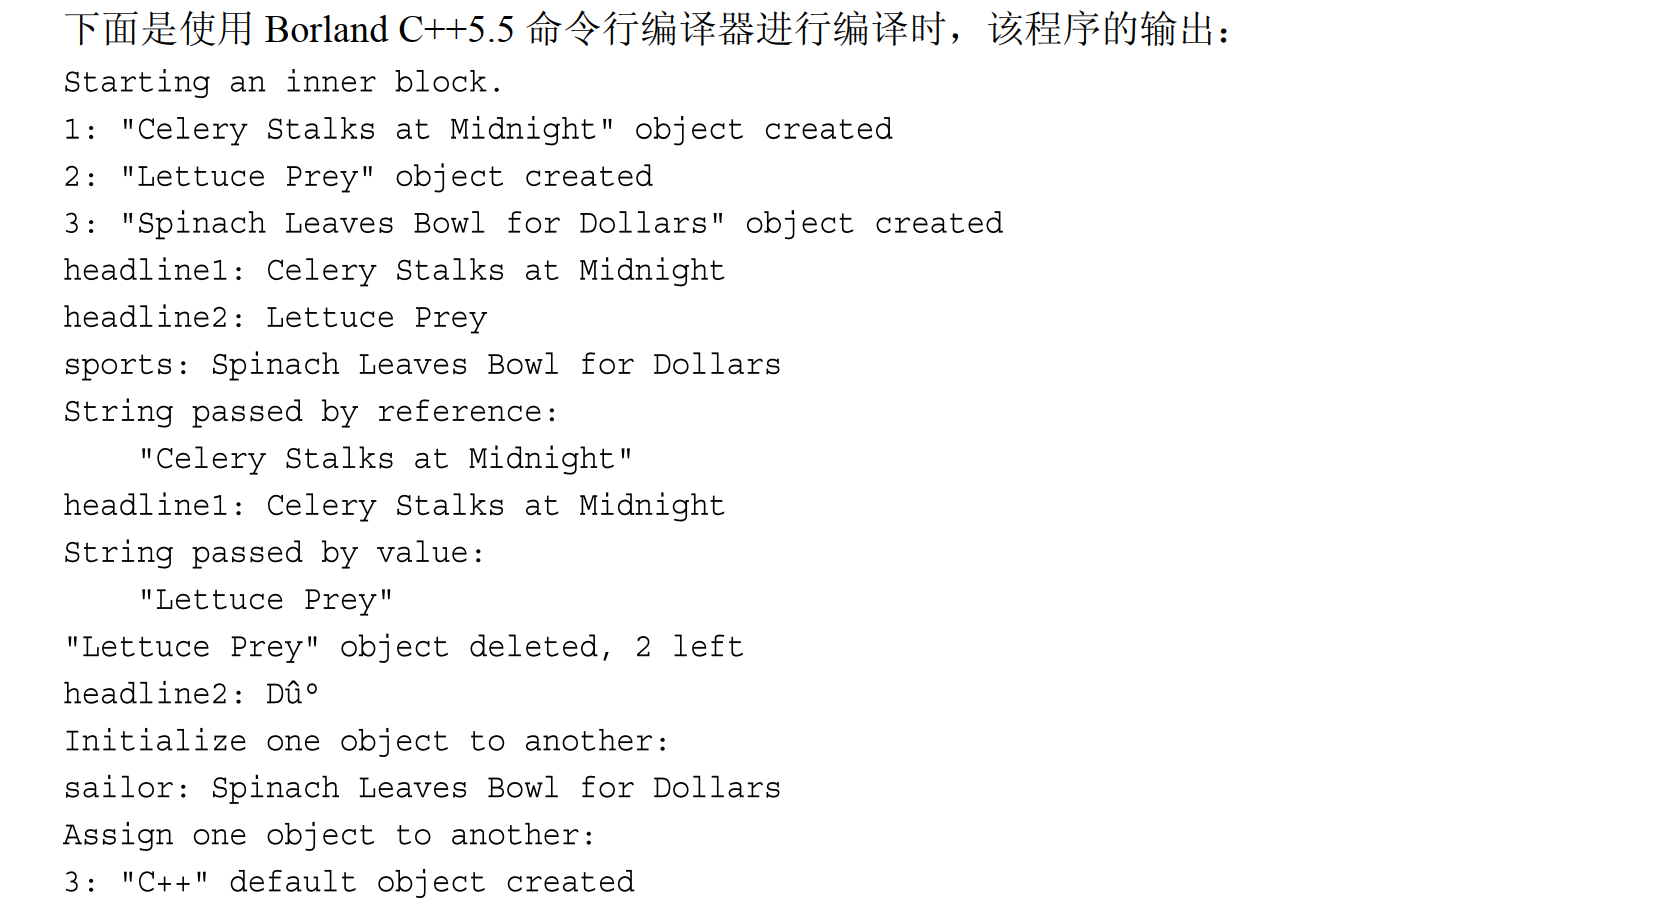 下面是使用 Borland C++5.5 命令行编译器进行编译时，该程序的输出：
Starting an inner block.
1: "Celery Stalks at Midnight" object created
2: "Lettuce Prey" object created
3: "Spinach Leaves Bowl for Dollars" object created
headline1: Celery Stalks at Midnight
headline2: Lettuce Prey
sports: Spinach Leaves Bowl for Dollars
String passed by reference:
    "Celery Stalks at Midnight"
headline1: Celery Stalks at Midnight
String passed by value:
    "Lettuce Prey"
"Lettuce Prey" object deleted, 2 left
headline2: Dûº
Initialize one object to another:
sailor: Spinach Leaves Bowl for Dollars
Assign one object to another:
3: "C++" default object created